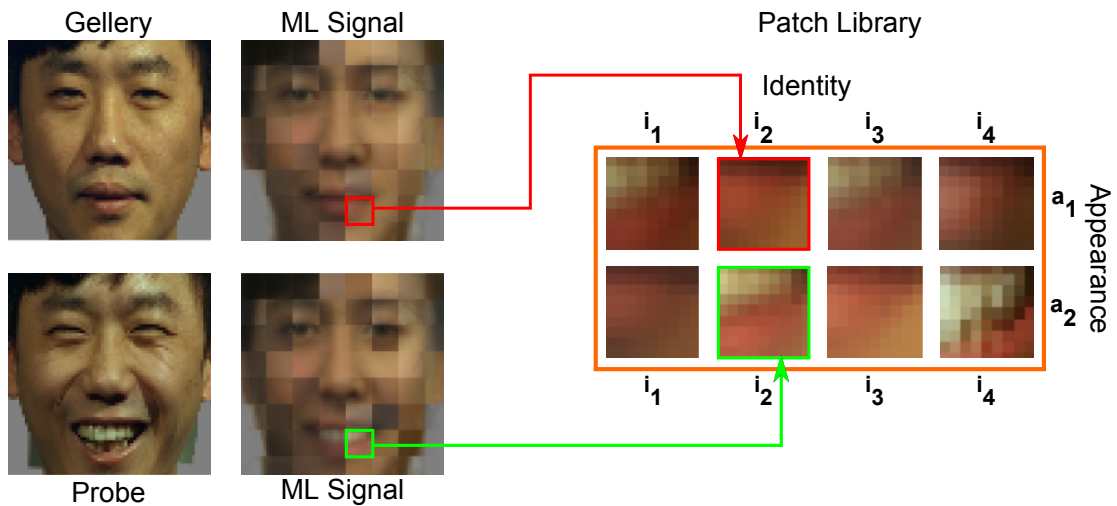 Gellery
ML Signal
Patch Library
Identity
i1 i2 i3 i4
a1
Appearance
a2
i1 i2 i3 i4
Probe
ML Signal